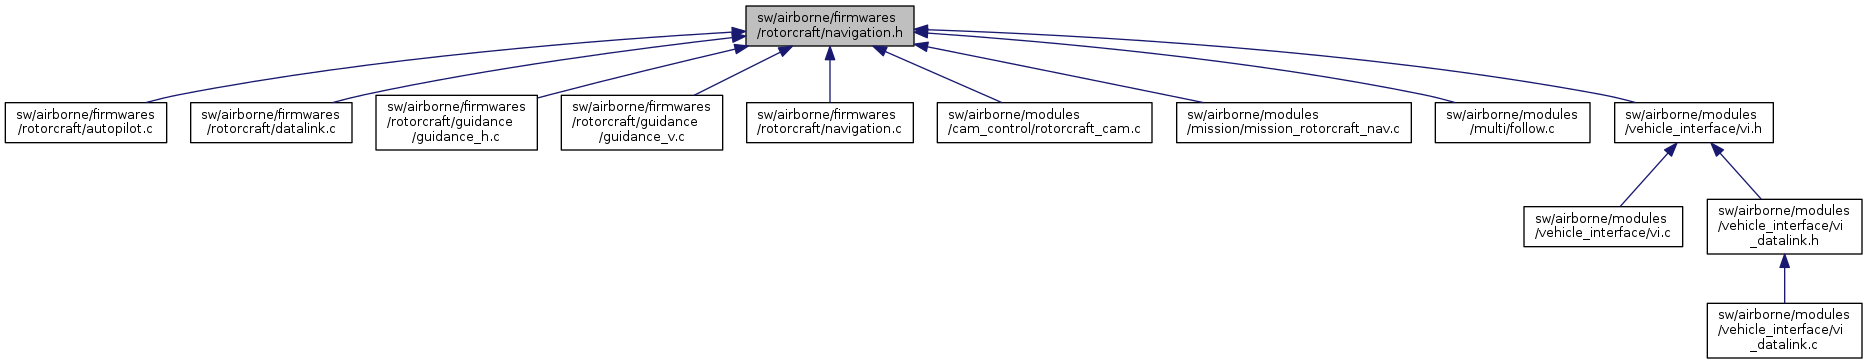 sw/airborne/firmwares
/rotorcraft/navigation.h
sw/airborne/firmwares
/rotorcraft/autopilot.c
sw/airborne/firmwares
/rotorcraft/datalink.c
sw/airborne/firmwares
/rotorcraft/guidance
/guidance_h.c
sw/airborne/firmwares
/rotorcraft/guidance
/guidance_v.c
sw/airborne/firmwares
/rotorcraft/navigation.c
sw/airborne/modules
/cam_control/rotorcraft_cam.c
sw/airborne/modules
/mission/mission_rotorcraft_nav.c
sw/airborne/modules
/multi/follow.c
sw/airborne/modules
/vehicle_interface/vi.h
sw/airborne/modules
/vehicle_interface/vi.c
sw/airborne/modules
/vehicle_interface/vi
_datalink.h
sw/airborne/modules
/vehicle_interface/vi
_datalink.c